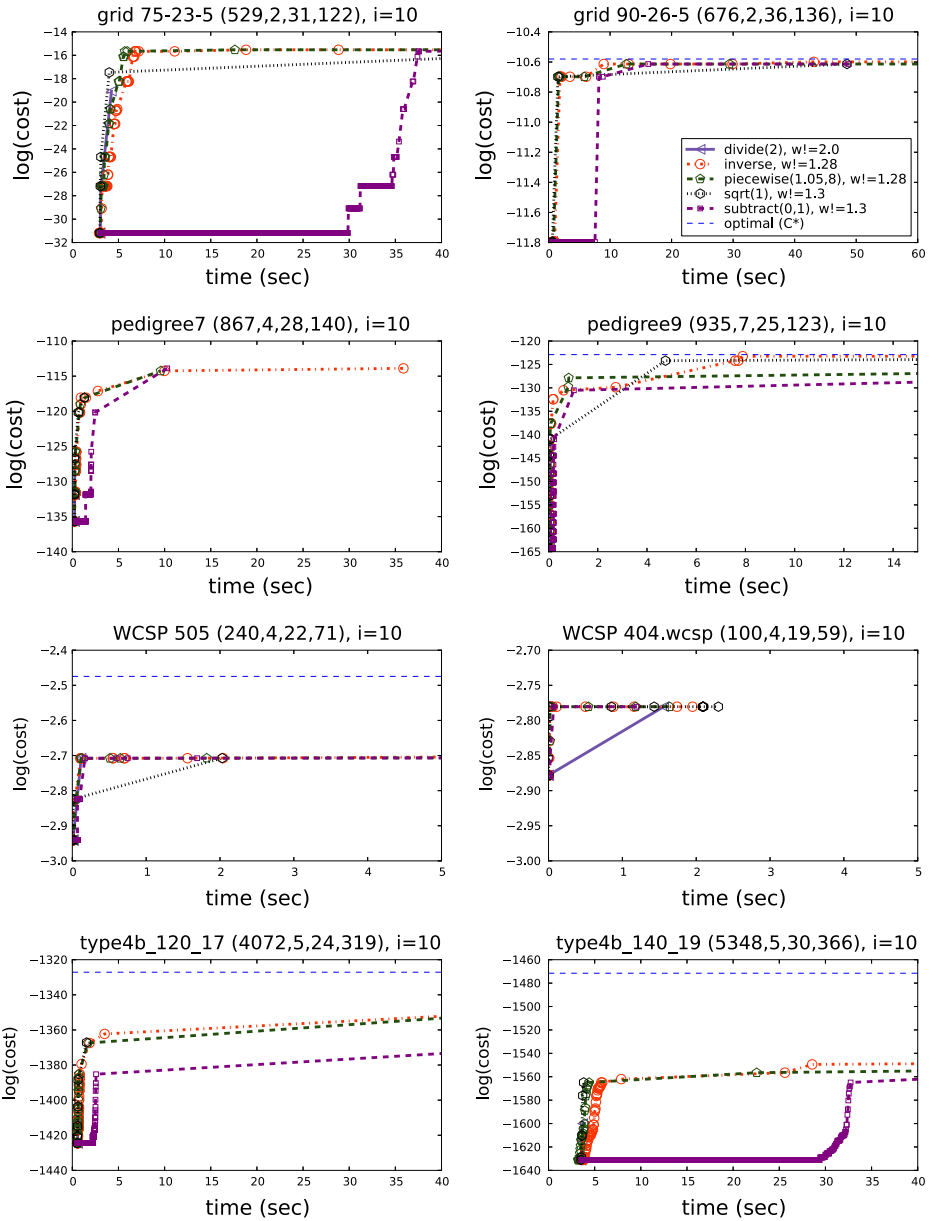 grid 75-23-5 (529,2,31,122), i=10
log(cost)
−14
−16
−18
−20
−22
−24
−26
−28
−30
−32
0 5 10 15 20 25 30 35 40
time (sec)
grid 90-26-5 (676,2,36,136), i=10
log(cost)
−10.4
−10.6
−10.8
−11.0
−11.2
−11.4
−11.6
−11.8
divide(2), w!=2.0
inverse, w!=1.28
piecewise(1.05,8), w!=1.28
sqrt(1), w!=1.3
subtract(0,1), w!=1.3
optimal (C*)
0 10 20 30 40 50 60
time (sec)
pedigree7 (867,4,28,140), i=10
log(cost)
−110
−115
−120
−125
−130
−135
−140
0 5 10 15 20 25 30 35 40
time (sec)
pedigree9 (935,7,25,123), i=10
log(cost)
−120
−125
−130
−135
−140
−145
−150
−155
−160
−165
0 2 4 6 8 10 12 14
time (sec)
WCSP 505 (240,4,22,71), i=10
log(cost)
−2.4
−2.5
−2.6
−2.7
−2.8
−2.9
−3.0
0 1 2 3 4 5
time (sec)
WCSP 404.wcsp (100,4,19,59), i=10
log(cost)
−2.70
−2.75
−2.80
−2.85
−2.90
−2.95
−3.00
0 1 2 3 4 5
time (sec)
type4b_120_17 (4072,5,24,319), i=10
log(cost)
−1320
−1340
−1360
−1380
−1400
−1420
−1440
0 5 10 15 20 25 30 35 40
time (sec)
type4b_140_19 (5348,5,30,366), i=10
log(cost)
−1460
−1480
−1500
−1520
−1540
−1560
−1580
−1600
−1620
−1640
0 5 10 15 20 25 30 35 40
time (sec)